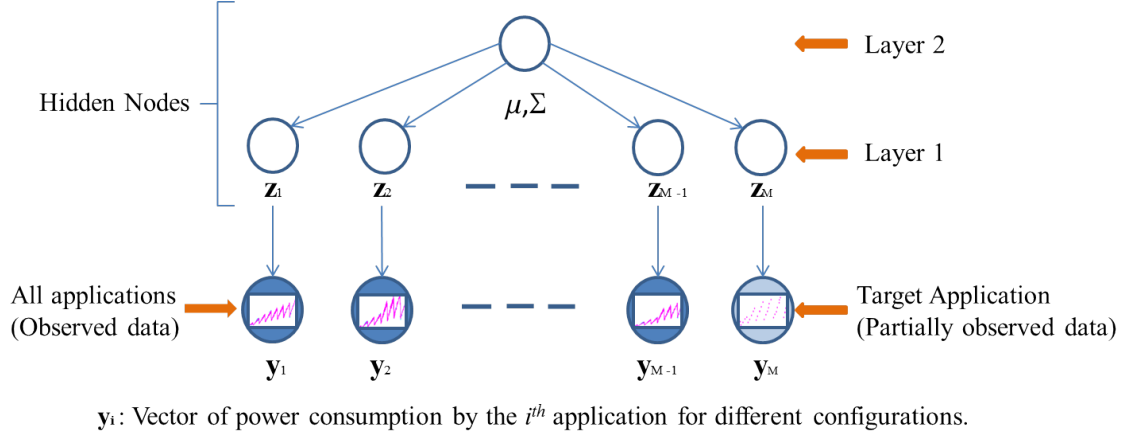 Layer 2
Hidden Nodes
μ,Σ
Layer 1
z1 z2 zM-1 zM
All applications
(Observed data)
Target Application
(Partially observed data)
y1 y2 yM-1 yM
yi: Vector of power consumption by the ith application for different configurations.